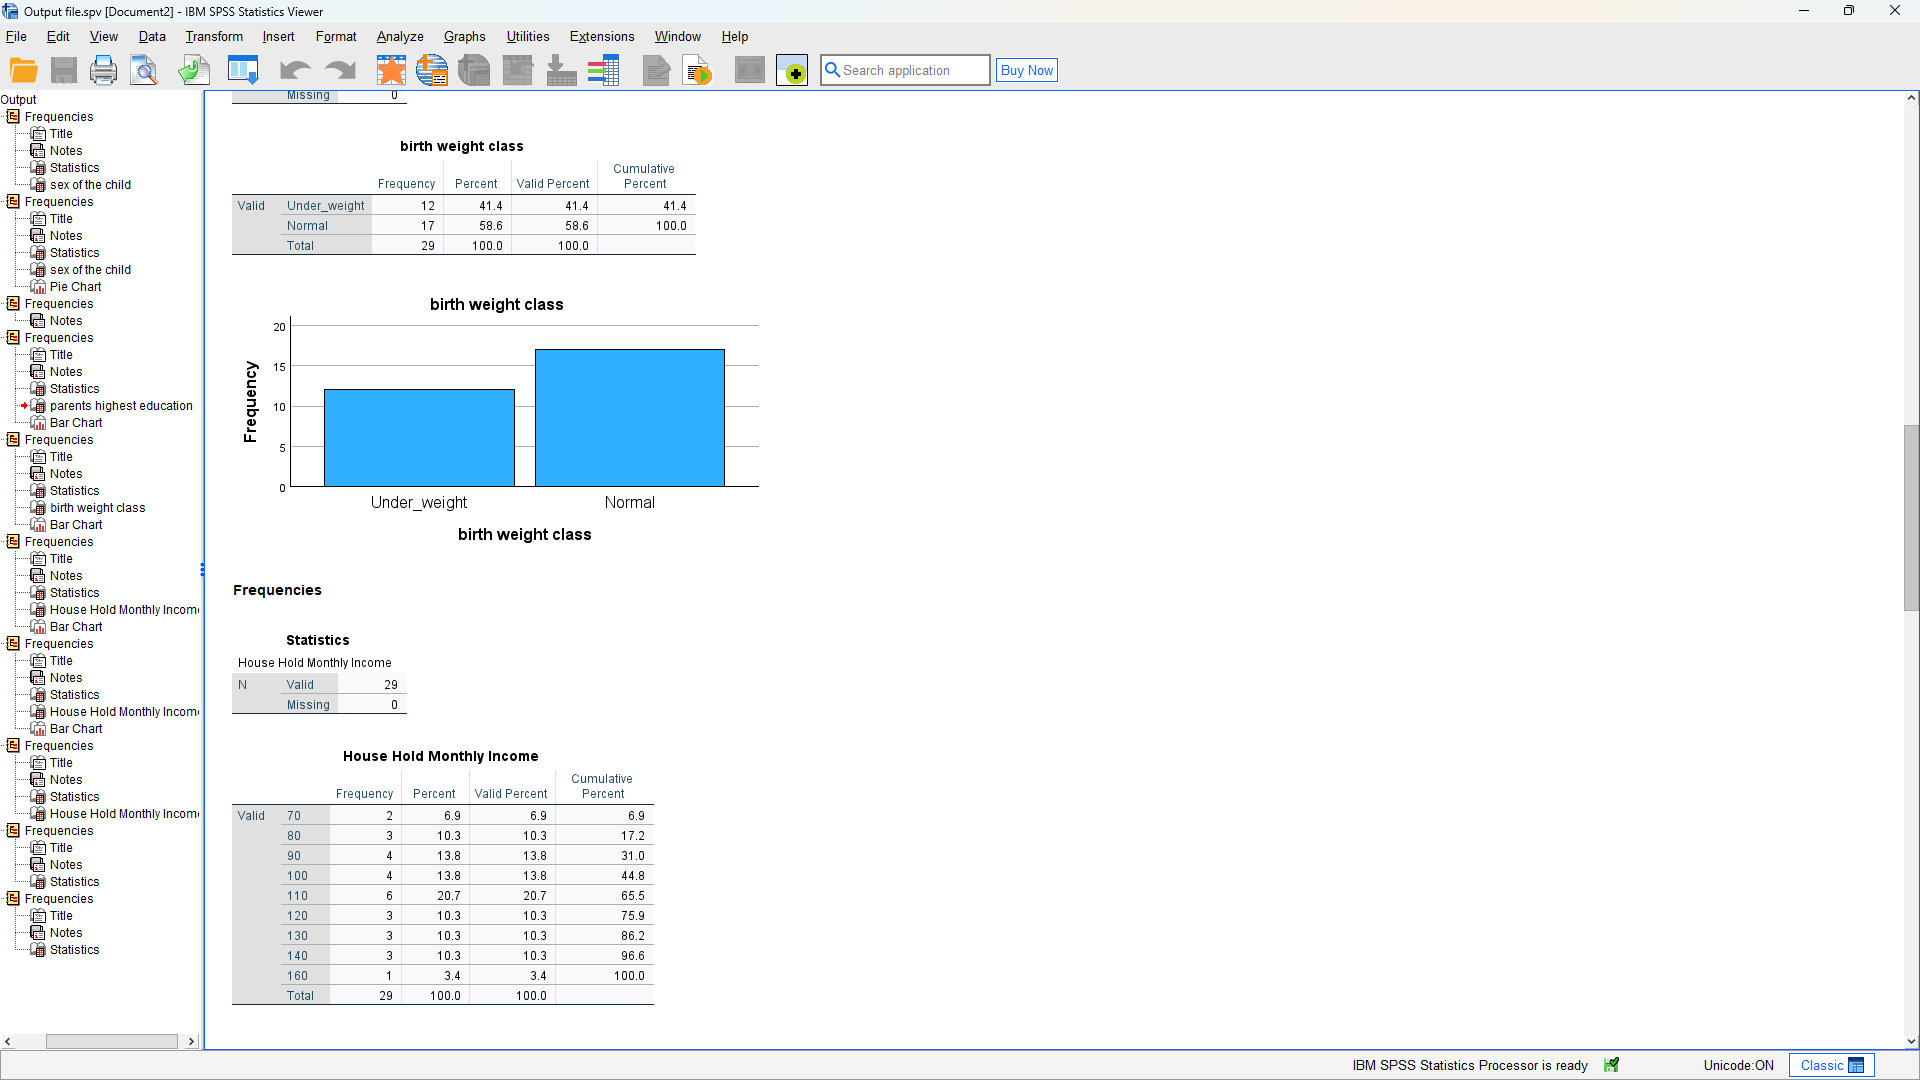 Output file.spv [Document2] - IBM SPSS Statistics Viewer
File Edit View Data Transform Insert Format Analyze Graphs Utilities Extensions Window Help
Search application Buy Now
Output
Frequencies
Title
Notes
Statistics
sex of the child
Frequencies
Title
Notes
Statistics
sex of the child
Pie Chart
Frequencies
Notes
Frequencies
Title
Notes
Statistics
parents highest education
Bar Chart
Frequencies
Title
Notes
Statistics
birth weight class
Bar Chart
Frequencies
Title
Notes
Statistics
House Hold Monthly Incom
Bar Chart
Frequencies
Title
Notes
Statistics
House Hold Monthly Incom
Bar Chart
Frequencies
Title
Notes
Statistics
House Hold Monthly Incom
Frequencies
Title
Notes
Statistics
Frequencies
Title
Notes
Statistics
Missing 0
birth weight class
Cumulative
Frequency Percent Valid Percent Percent
Valid Under_weight 12 41.4 41.4 41.4
Normal 17 58.6 58.6 100.0
Total 29 100.0 100.0
birth weight class
20
15
10
5
0
Frequency
Under_weight Normal
birth weight class
Frequencies
Statistics
House Hold Monthly Income
N Valid 29
Missing 0
House Hold Monthly Income
Cumulative
Frequency Percent Valid Percent Percent
Valid 70 2 6.9 6.9 6.9
80 3 10.3 10.3 17.2
90 4 13.8 13.8 31.0
100 4 13.8 13.8 44.8
110 6 20.7 20.7 65.5
120 3 10.3 10.3 75.9
130 3 10.3 10.3 86.2
140 3 10.3 10.3 96.6
160 1 3.4 3.4 100.0
Total 29 100.0 100.0
IBM SPSS Statistics Processor is ready Unicode:ON Classic